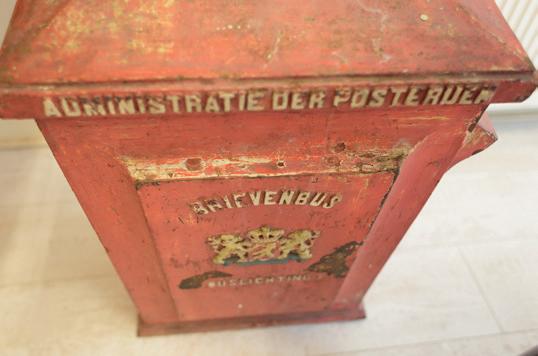 ADMINISTRATIE DER POSTERIJEN
BRIEVENBUS
BUSLICHTING